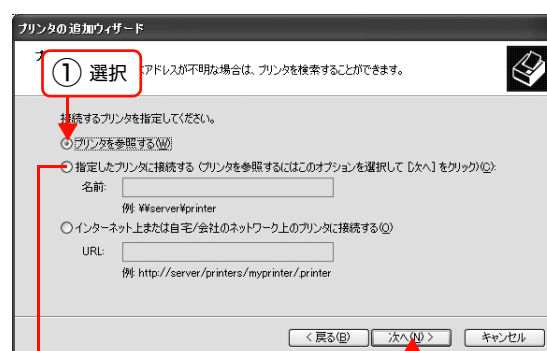 プリンタの追加ウィザード
プ
① 選択
アドレスが不明な場合は、プリンタを検索することができます。
接続するプリンタを指定してください。
プリンタを参照する(W)
指定したプリンタに接続する (プリンタを参照するにはこのオプションを選択して [次へ] をクリック)(C):
名前:
例: ¥¥server¥printer
インターネット上または自宅/会社のネットワーク上のプリンタに接続する(O)
URL:
例: http://server/printers/myprinter/.printer
< 戻る(B)
次へ(N) >
キャンセル